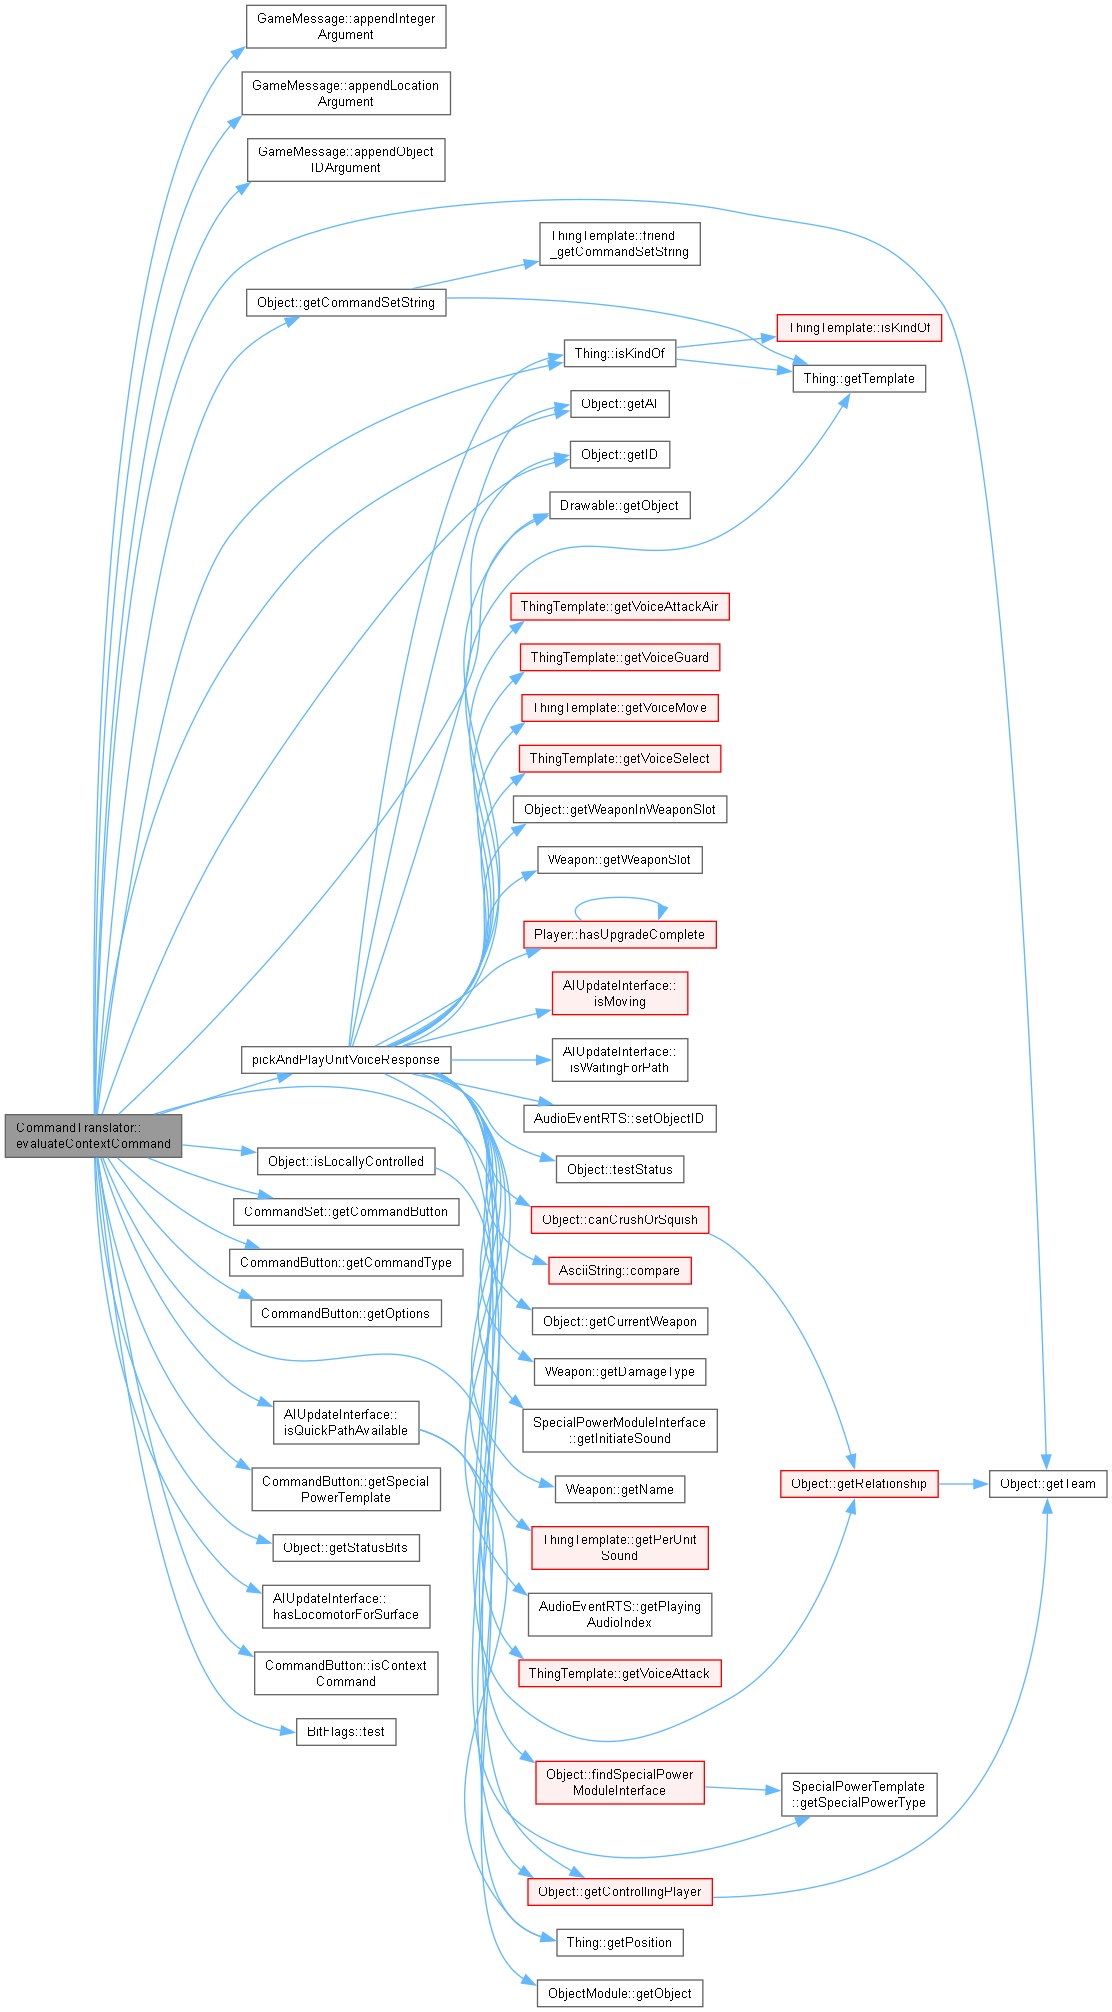 GameMessage::appendInteger
Argument
GameMessage::appendLocation
Argument
GameMessage::appendObject
IDArgument
ThingTemplate::friend
_getCommandSetString
Object::getCommandSetString
ThingTemplate::isKindOf
Thing::isKindOf
Thing::getTemplate
Object::getAI
Object::getID
Drawable::getObject
ThingTemplate::getVoiceAttackAir
ThingTemplate::getVoiceGuard
ThingTemplate::getVoiceMove
ThingTemplate::getVoiceSelect
Object::getWeaponInWeaponSlot
Weapon::getWeaponSlot
Player::hasUpgradeComplete
AIUpdateInterface::
isMoving
pickAndPlayUnitVoiceResponse
AIUpdateInterface::
isWaitingForPath
AudioEventRTS::setObjectID
CommandTranslator::
evaluateContextCommand
Object::isLocallyControlled
Object::testStatus
CommandSet::getCommandButton
Object::canCrushOrSquish
CommandButton::getCommandType
AsciiString::compare
CommandButton::getOptions
Object::getCurrentWeapon
Weapon::getDamageType
AIUpdateInterface::
isQuickPathAvailable
SpecialPowerModuleInterface
::getInitiateSound
CommandButton::getSpecial
PowerTemplate
Weapon::getName
Object::getRelationship
Object::getTeam
Object::getStatusBits
ThingTemplate::getPerUnit
Sound
AIUpdateInterface::
hasLocomotorForSurface
AudioEventRTS::getPlaying
AudioIndex
CommandButton::isContext
Command
ThingTemplate::getVoiceAttack
BitFlags::test
Object::findSpecialPower
ModuleInterface
SpecialPowerTemplate
::getSpecialPowerType
Object::getControllingPlayer
Thing::getPosition
ObjectModule::getObject